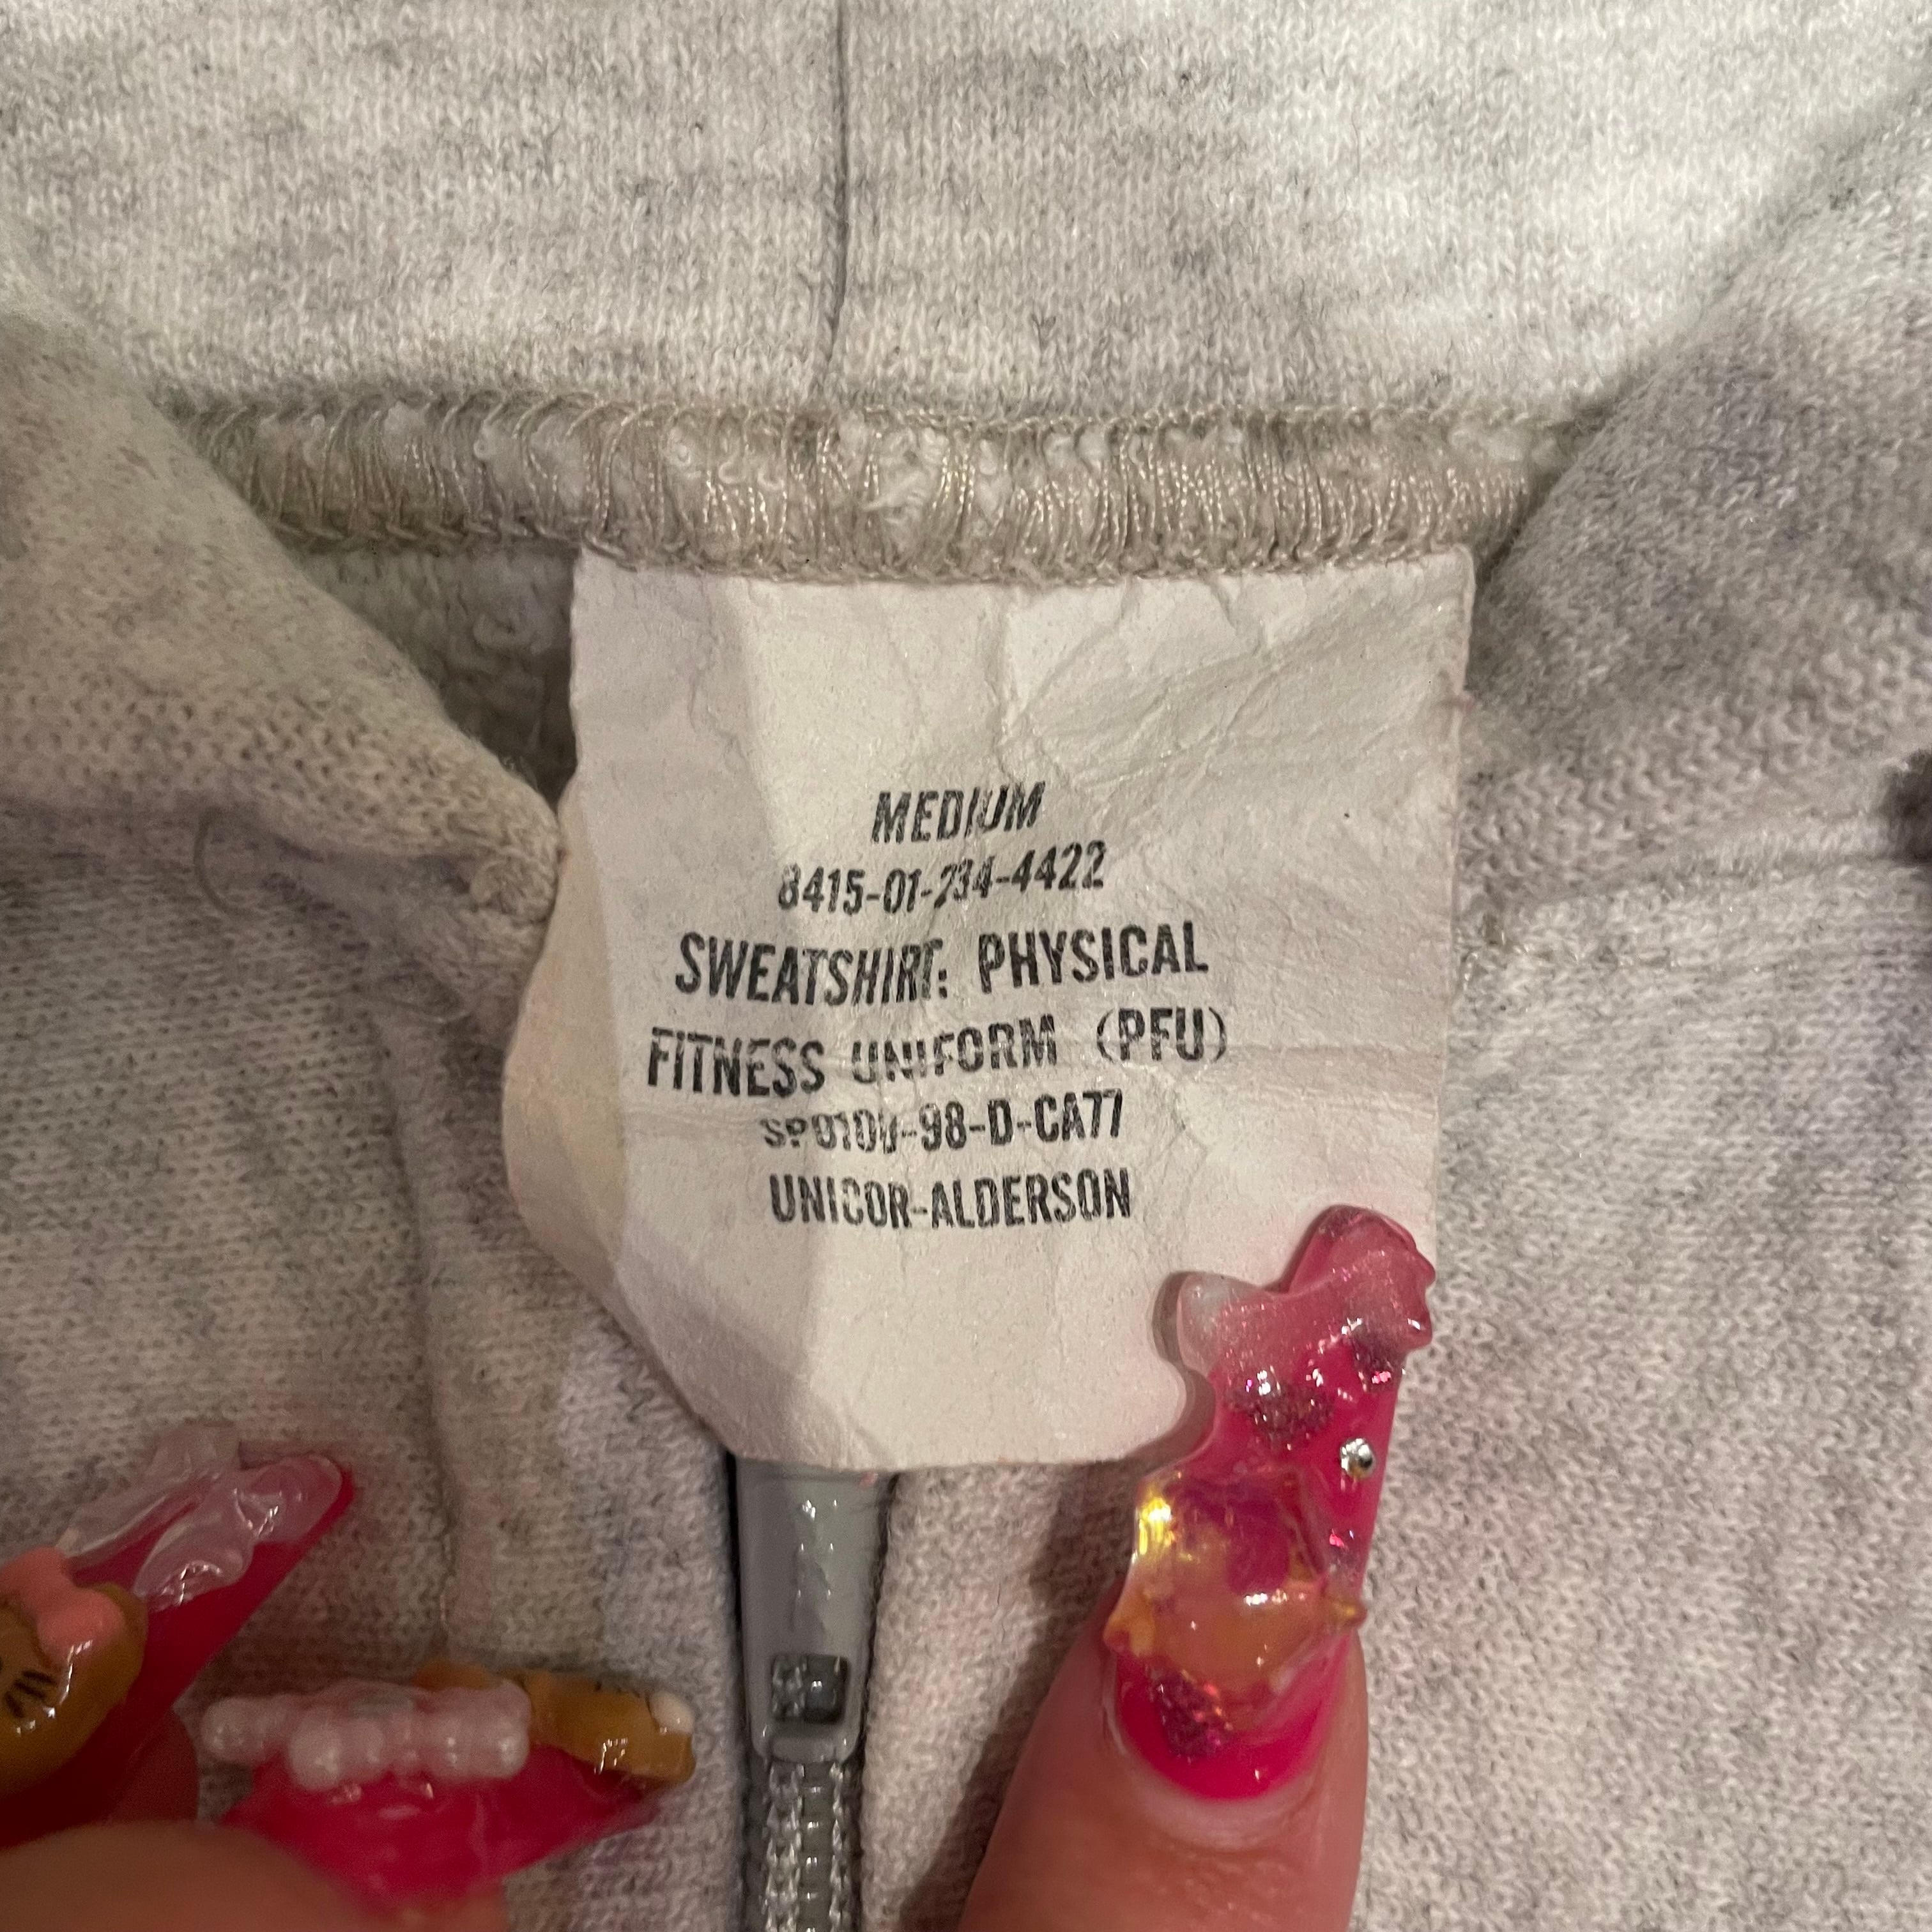 MEDIUM
8415-01-234-4422
SWEATSHIRT: PHYSICAL
FITNESS UNIFORM (PFU)
SP0100-98-D-CA77
UNICOR-ALDERSON